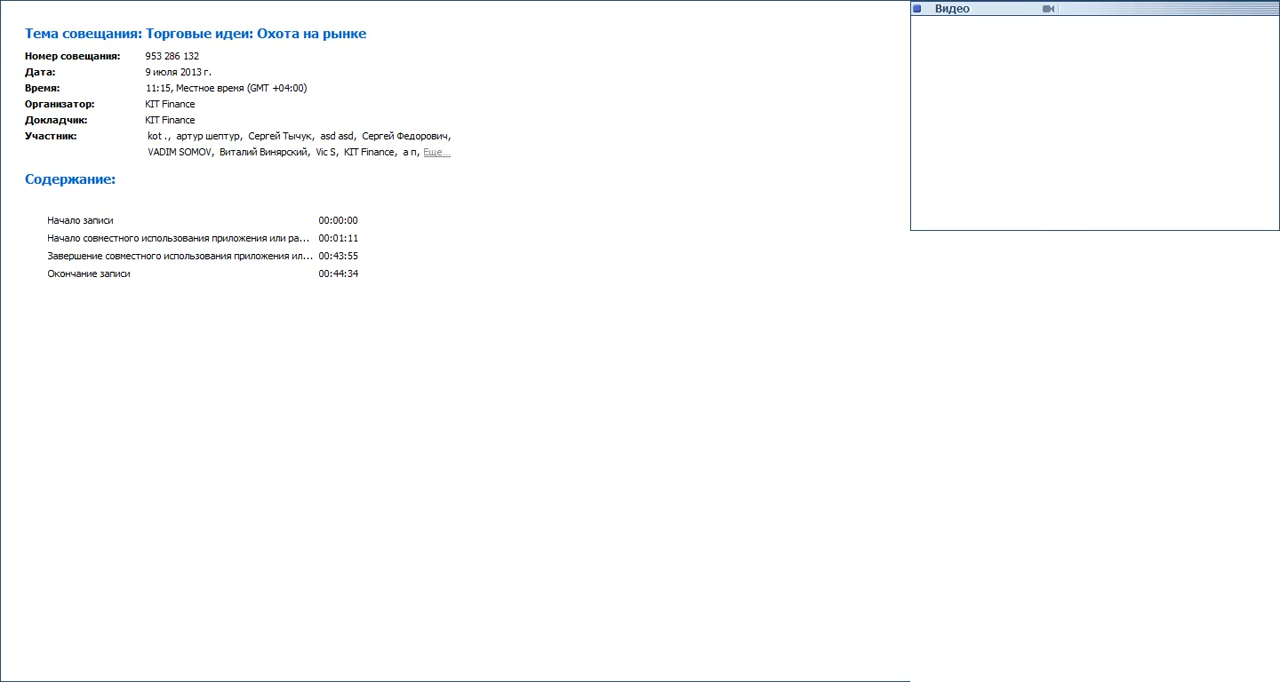 Тема совещания: Торговые идеи: Охота на рынке
Номер совещания: 953 286 132
Дата: 9 июля 2013 г.
Время: 11:15, Местное время (GMT +04:00)
Организатор: KIT Finance
Докладчик: KIT Finance
Участник: kot ., артур шептур, Сергей Тычук, asd asd, Сергей Федорович,
VADIM SOMOV, Виталий Винярский, Vic S, KIT Finance, а п, Еще...
Содержание:
Начало записи 00:00:00
Начало совместного использования приложения или ра... 00:01:11
Завершение совместного использования приложения ил... 00:43:55
Окончание записи 00:44:34
Видео